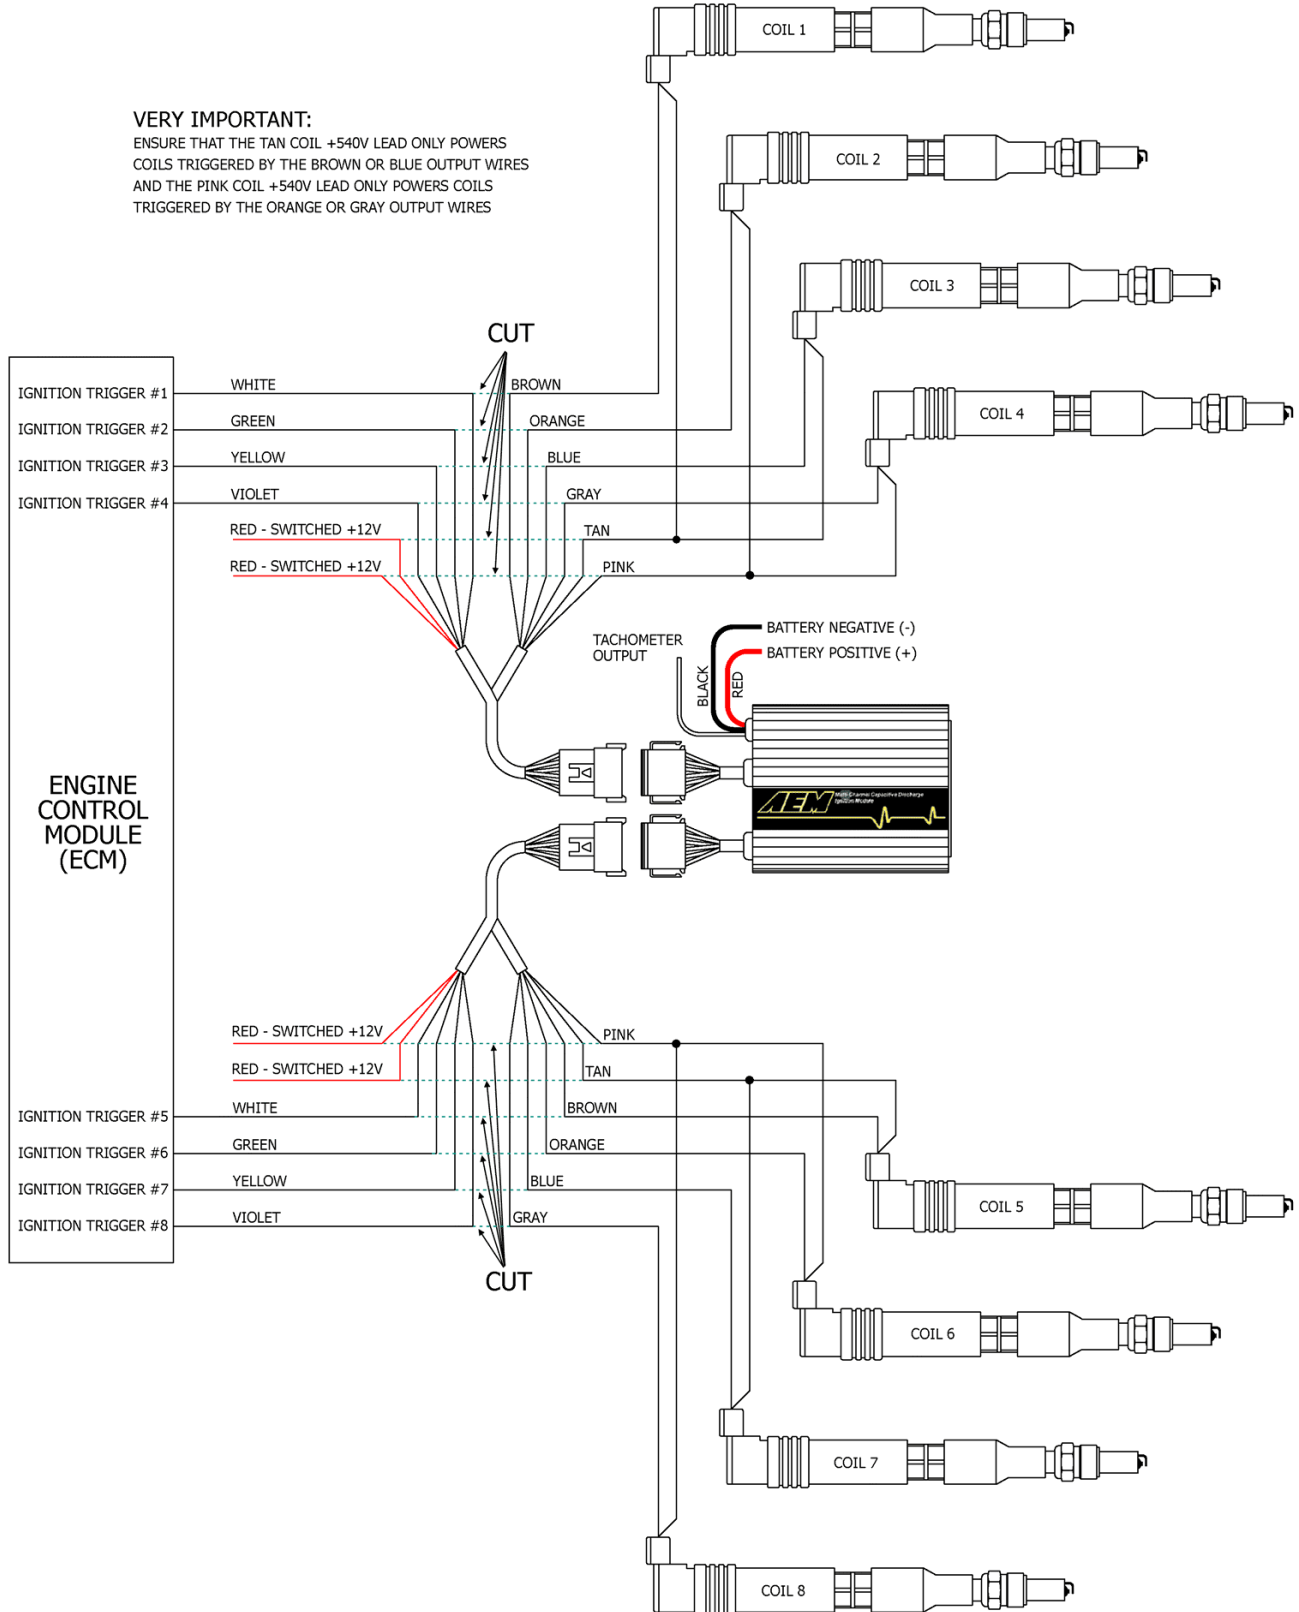 COIL 1
VERY IMPORTANT:
ENSURE THAT THE TAN COIL +540V LEAD ONLY POWERS
COILS TRIGGERED BY THE BROWN OR BLUE OUTPUT WIRES
AND THE PINK COIL +540V LEAD ONLY POWERS COILS
TRIGGERED BY THE ORANGE OR GRAY OUTPUT WIRES
COIL 2
COIL 3
CUT
IGNITION TRIGGER #1
WHITE
BROWN
COIL 4
IGNITION TRIGGER #2
GREEN
ORANGE
IGNITION TRIGGER #3
YELLOW
BLUE
IGNITION TRIGGER #4
VIOLET
GRAY
RED - SWITCHED +12V
TAN
RED - SWITCHED +12V
PINK
TACHOMETER
OUTPUT
BATTERY NEGATIVE (-)
BATTERY POSITIVE (+)
BLACK
RED
AEM
Multi-Channel Capacitive Discharge
Ignition Module
ENGINE
CONTROL
MODULE
(ECM)
RED - SWITCHED +12V
PINK
RED - SWITCHED +12V
TAN
IGNITION TRIGGER #5
WHITE
BROWN
IGNITION TRIGGER #6
GREEN
ORANGE
IGNITION TRIGGER #7
YELLOW
BLUE
COIL 5
IGNITION TRIGGER #8
VIOLET
GRAY
CUT
COIL 6
COIL 7
COIL 8